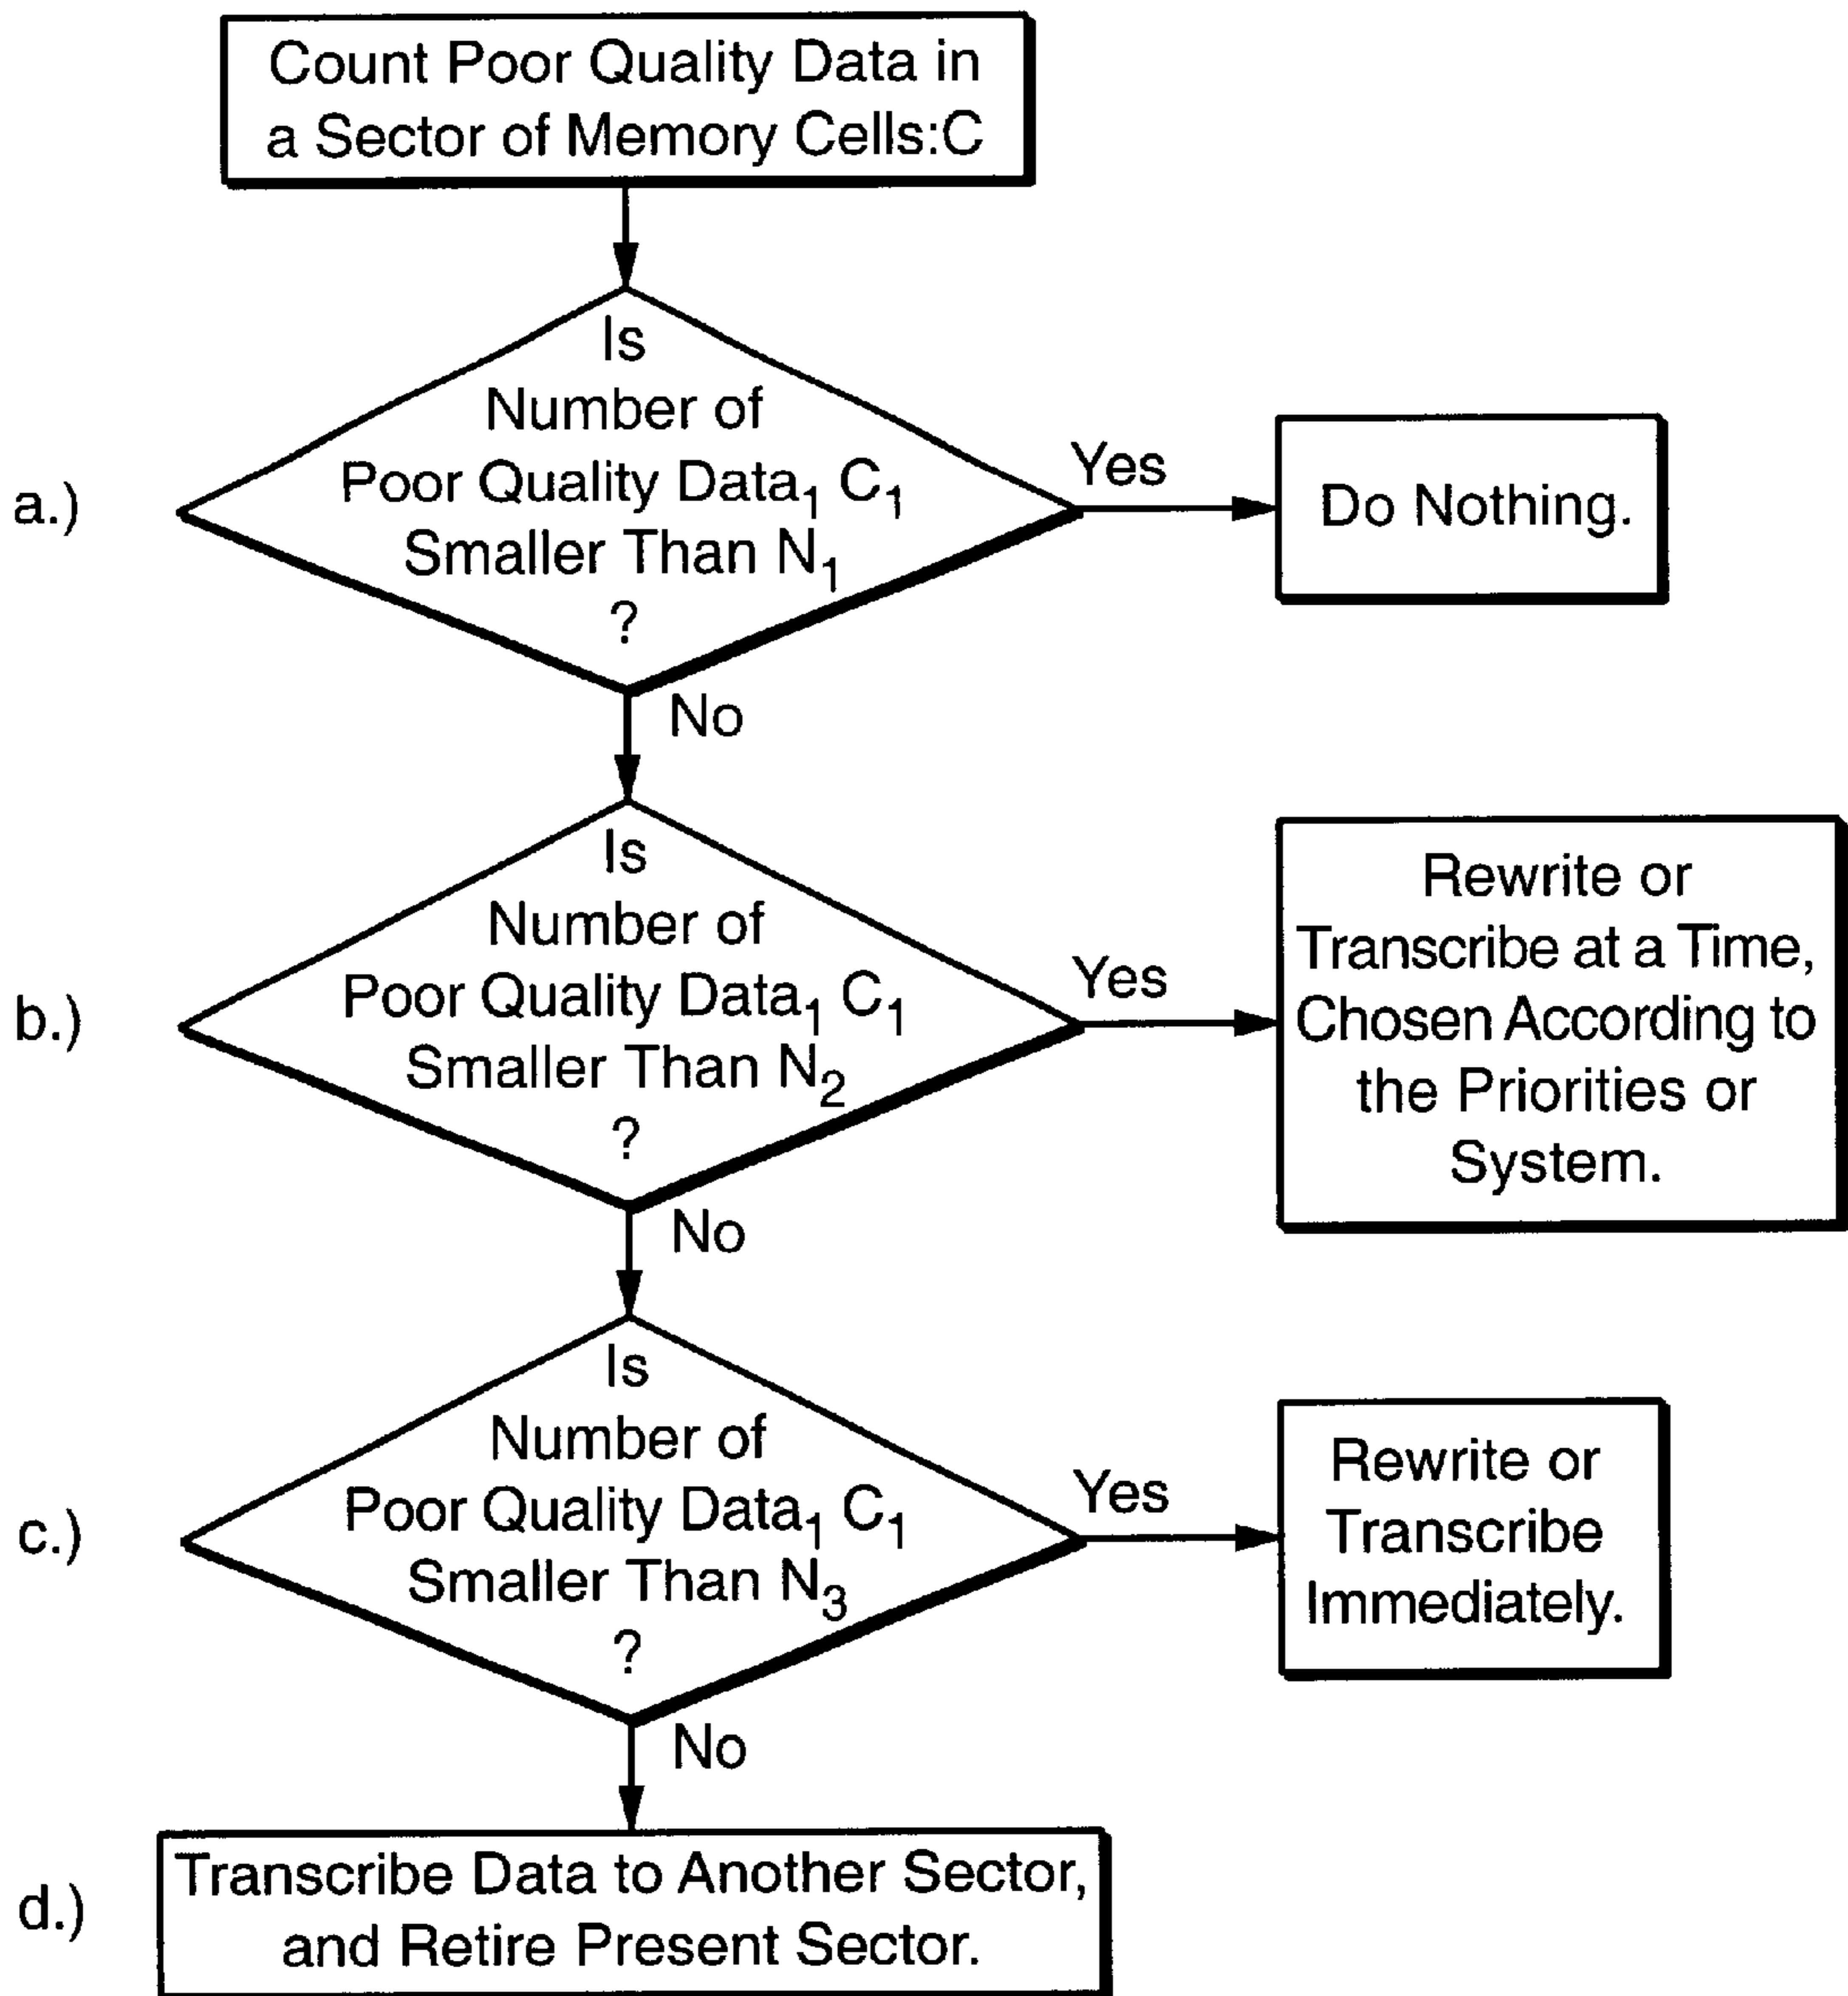 Count Poor Quality Data in
a Sector of Memory Cells:C
a.)
Is
Number of
Poor Quality Data₁ C₁
Smaller Than N₁
?
Yes
Do Nothing.
No
b.)
Is
Number of
Poor Quality Data₁ C₁
Smaller Than N₂
?
Yes
Rewrite or
Transcribe at a Time,
Chosen According to
the Priorities or
System.
No
c.)
Is
Number of
Poor Quality Data₁ C₁
Smaller Than N₃
?
Yes
Rewrite or
Transcribe
Immediately.
No
d.)
Transcribe Data to Another Sector,
and Retire Present Sector.